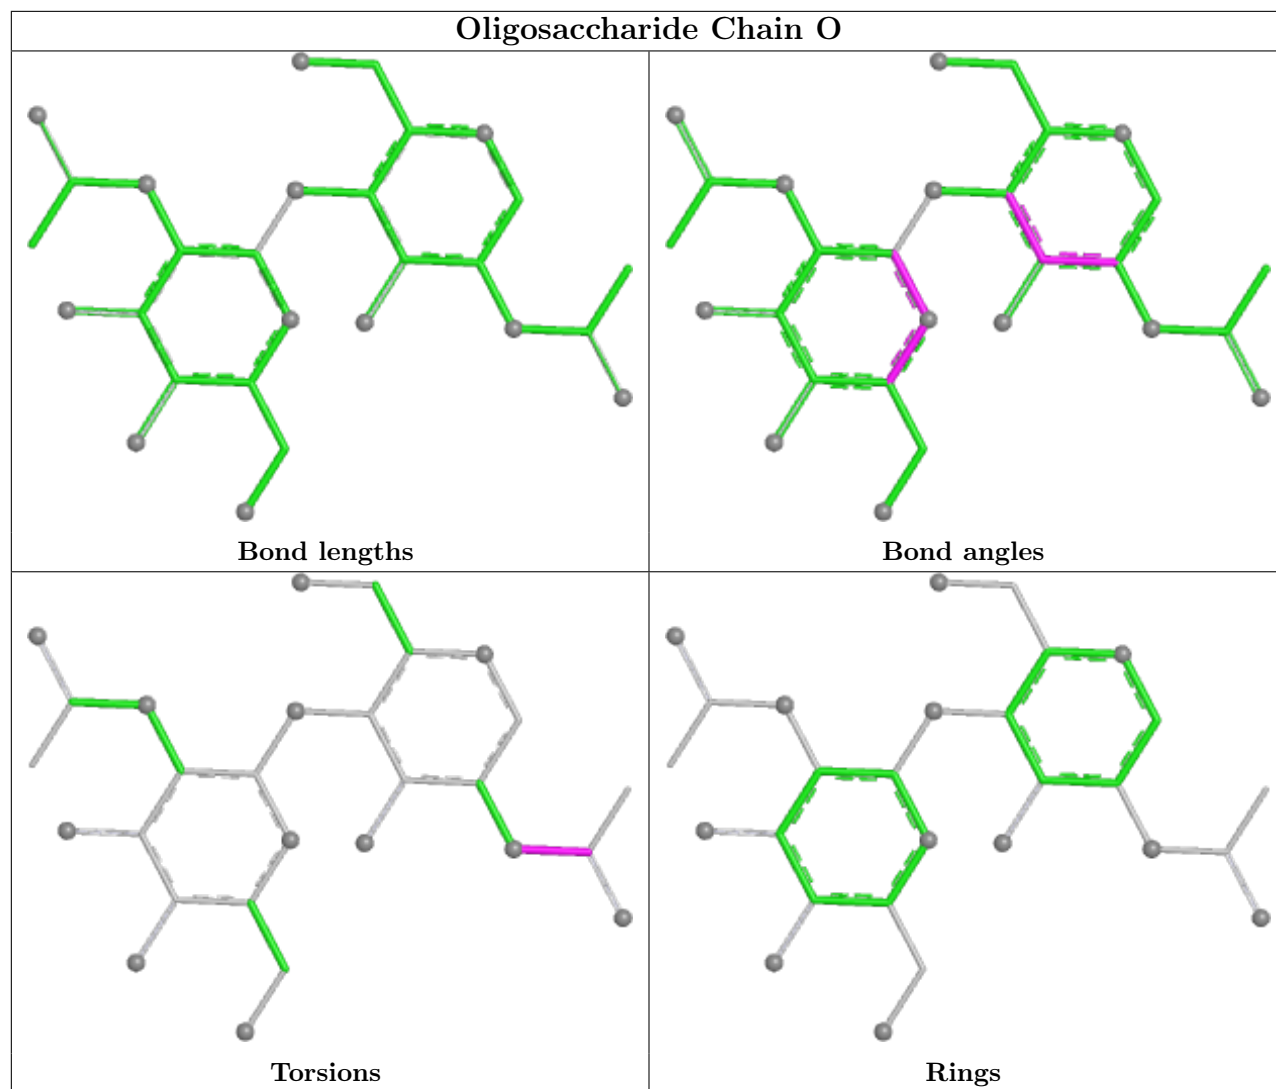 Oligosaccharide Chain O
Bond lengths
Bond angles
Torsions
Rings